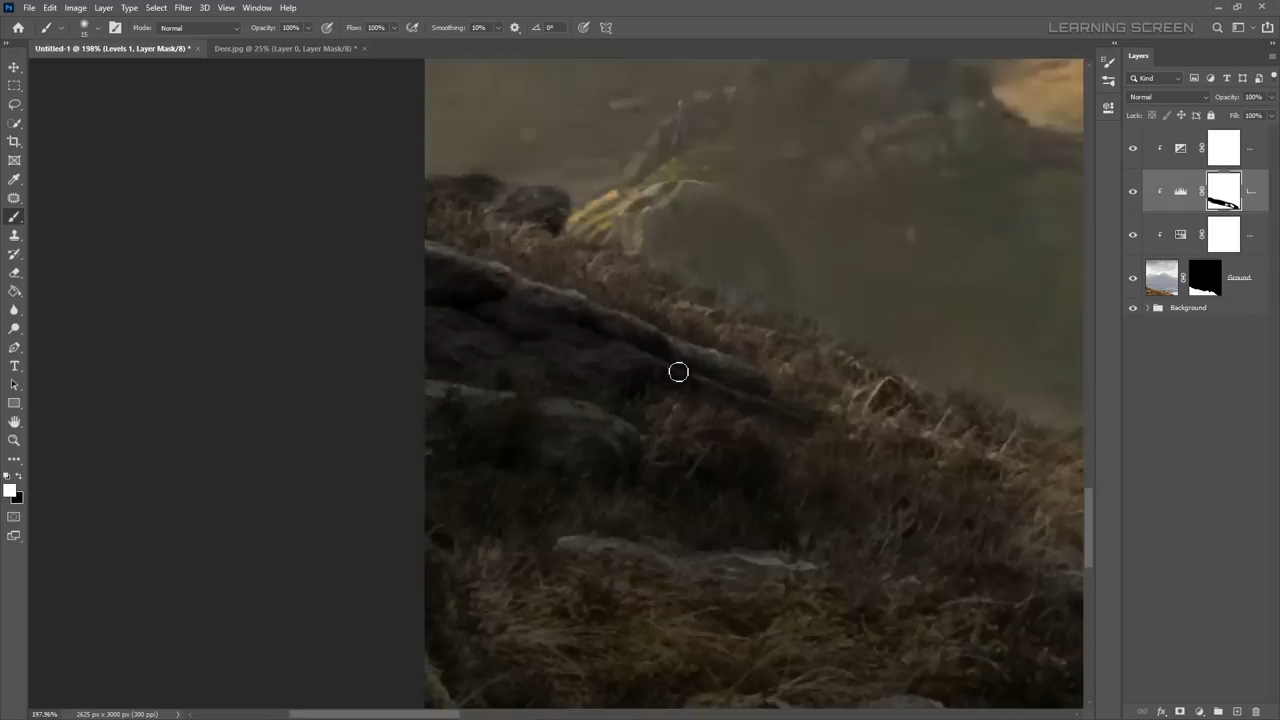 File Edit Image Layer Type Select Filter 3D View Window Help
15 Mode: Normal Opacity: 100% Flow: 100% Smoothing: 10% 0° LEARNING SCREEN
Untitled-1 @ 198% (Levels 1, Layer Mask/8) * × Deer.jpg @ 25% (Layer 0, Layer Mask/8) * ×
Layers
Kind
Normal Opacity: 100%
Lock: Fill: 100%
...
L...
...
Ground
Background
197.96% 2625 px x 3000 px (300 ppi)